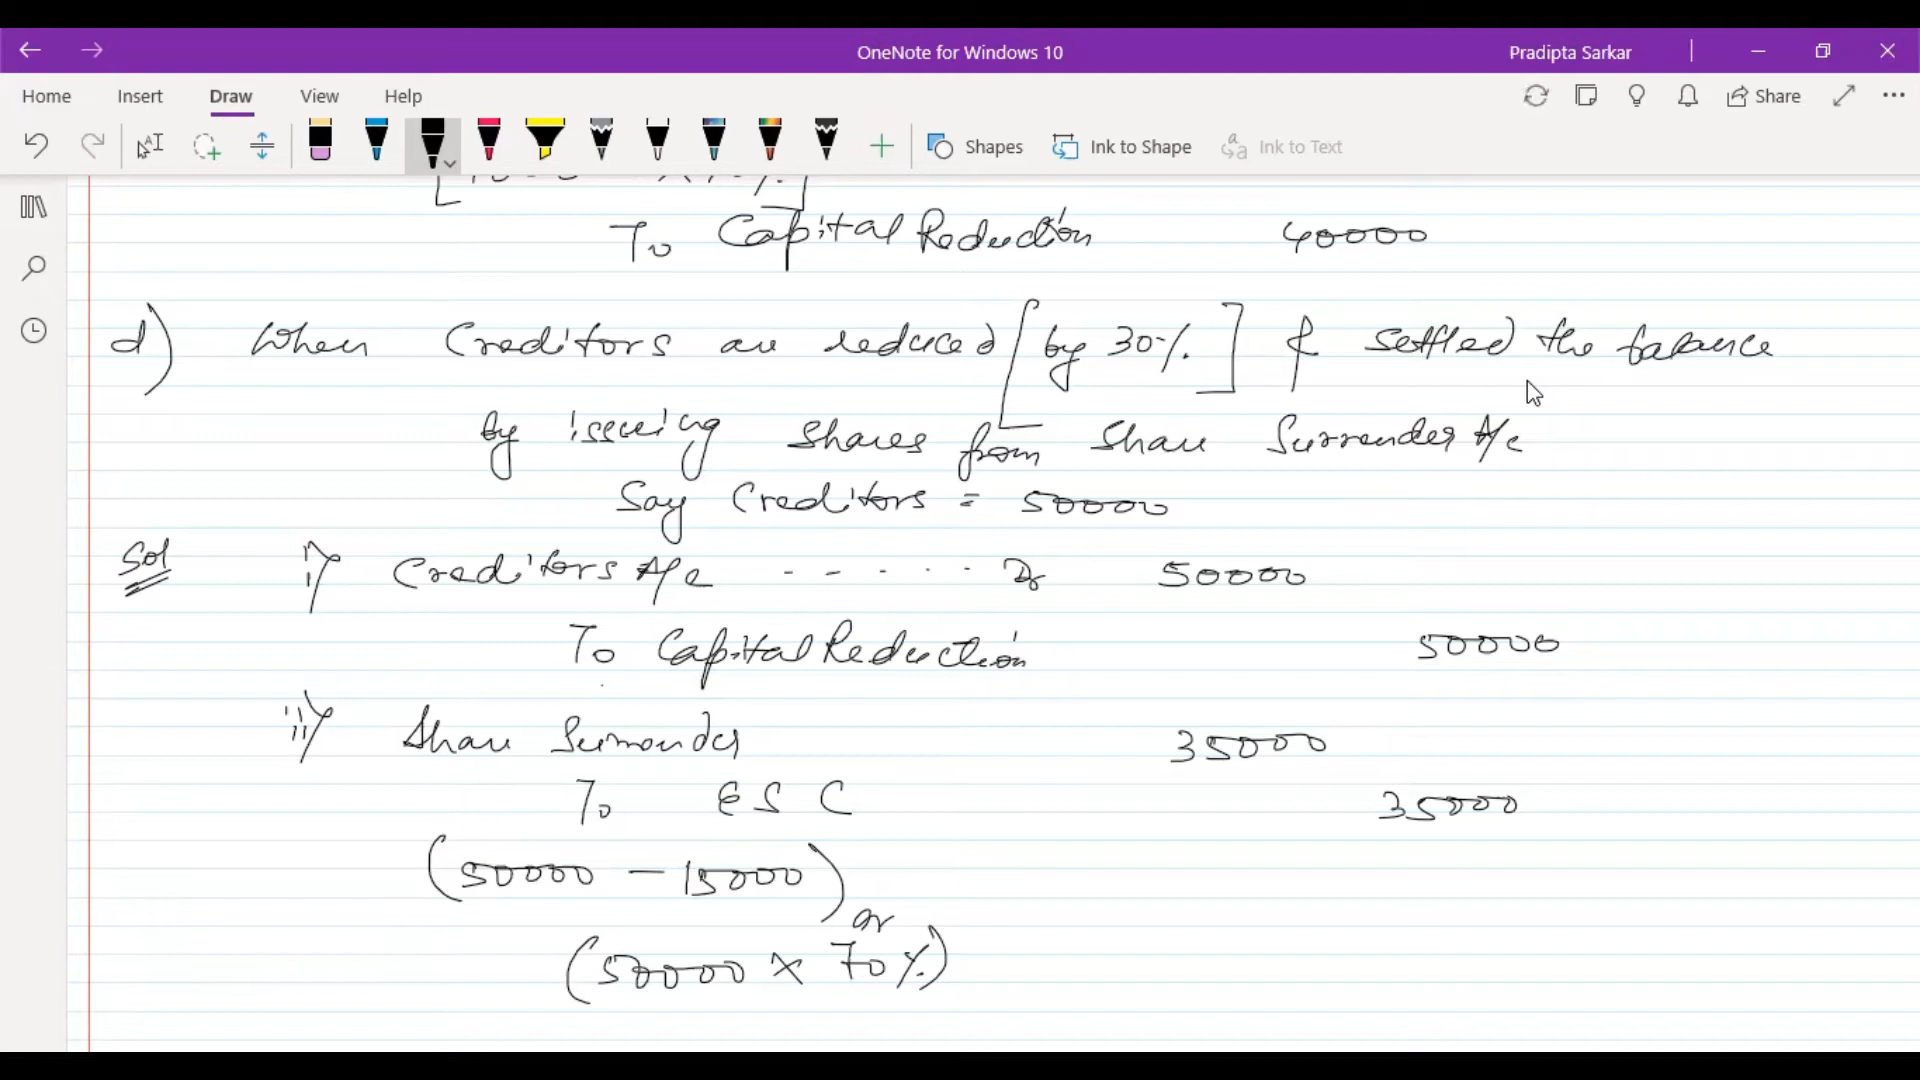 OneNote for Windows 10
Pradipta Sarkar
Home Insert Draw View Help
Share
Shapes Ink to Shape Ink to Text
To Capital Reduction 40000
d) When Creditors are reduced [by 30%] & settled the balance
by issuing shares from Share Surrender A/c
Say Creditors = 50000
Sol i) Creditors A/c - - - - - Dr 50000
To Capital Reduction 50000
ii) Share Surrender 35000
To ESC 35000
(50000 - 15000)
or
(50000 x 70%)